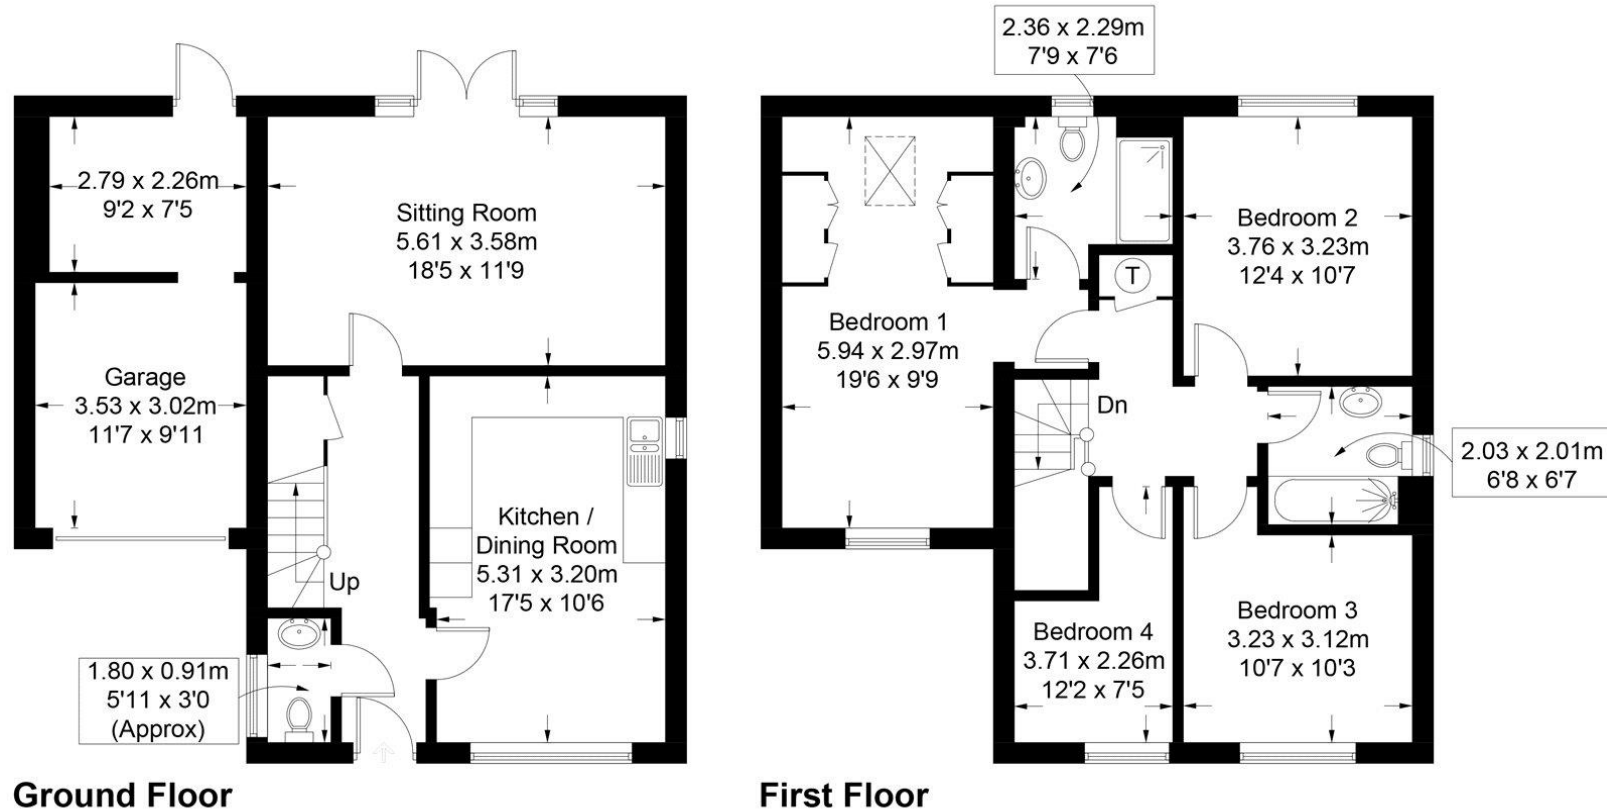 2.79 x 2.26m
9'2 x 7'5
Sitting Room
5.61 x 3.58m
18'5 x 11'9
Garage
3.53 x 3.02m
11'7 x 9'11
Kitchen /
Dining Room
5.31 x 3.20m
17'5 x 10'6
Up
1.80 x 0.91m
5'11 x 3'0
(Approx)
Ground Floor
2.36 x 2.29m
7'9 x 7'6
Bedroom 2
3.76 x 3.23m
12'4 x 10'7
T
Bedroom 1
5.94 x 2.97m
19'6 x 9'9
Dn
2.03 x 2.01m
6'8 x 6'7
Bedroom 4
3.71 x 2.26m
12'2 x 7'5
Bedroom 3
3.23 x 3.12m
10'7 x 10'3
First Floor